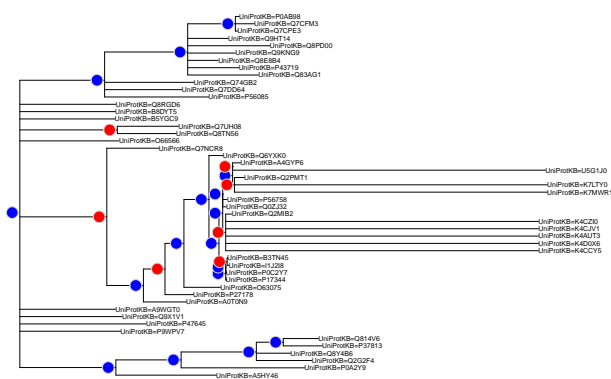 UniProtKB=P0AB98
UniProtKB=Q7CFM3
UniProtKB=Q7CPE3
UniProtKB=Q9HT14
UniProtKB=Q8PD00
UniProtKB=Q9KNG9
UniProtKB=Q8E8B4
UniProtKB=P43719
UniProtKB=Q83AG1
UniProtKB=Q74GB2
UniProtKB=Q7DD64
UniProtKB=P56085
UniProtKB=Q8RGD6
UniProtKB=B8DYT5
UniProtKB=B5YGC9
UniProtKB=Q7UH08
UniProtKB=Q8TN56
UniProtKB=O66566
UniProtKB=Q7NCR8
UniProtKB=Q6YXK0
UniProtKB=A4GYP6
UniProtKB=U5G1J0
UniProtKB=Q2PMT1
UniProtKB=K7LTY0
UniProtKB=K7MWR
UniProtKB=P56758
UniProtKB=Q0ZJ32
UniProtKB=Q2MIB2
UniProtKB=K4CZI0
UniProtKB=K4CJV1
UniProtKB=K4AUT3
UniProtKB=K4D0X6
UniProtKB=K4CCY5
UniProtKB=B3TN45
UniProtKB=I1J2I8
UniProtKB=P0C2Y7
UniProtKB=P17344
UniProtKB=O63075
UniProtKB=P27178
UniProtKB=A0T0N9
UniProtKB=A9WGT0
UniProtKB=Q9X1V1
UniProtKB=P47645
UniProtKB=P9WPV7
UniProtKB=Q814V6
UniProtKB=P37813
UniProtKB=Q8Y4B6
UniProtKB=Q2G2F4
UniProtKB=P0A2Y9
UniProtKB=A5HY46